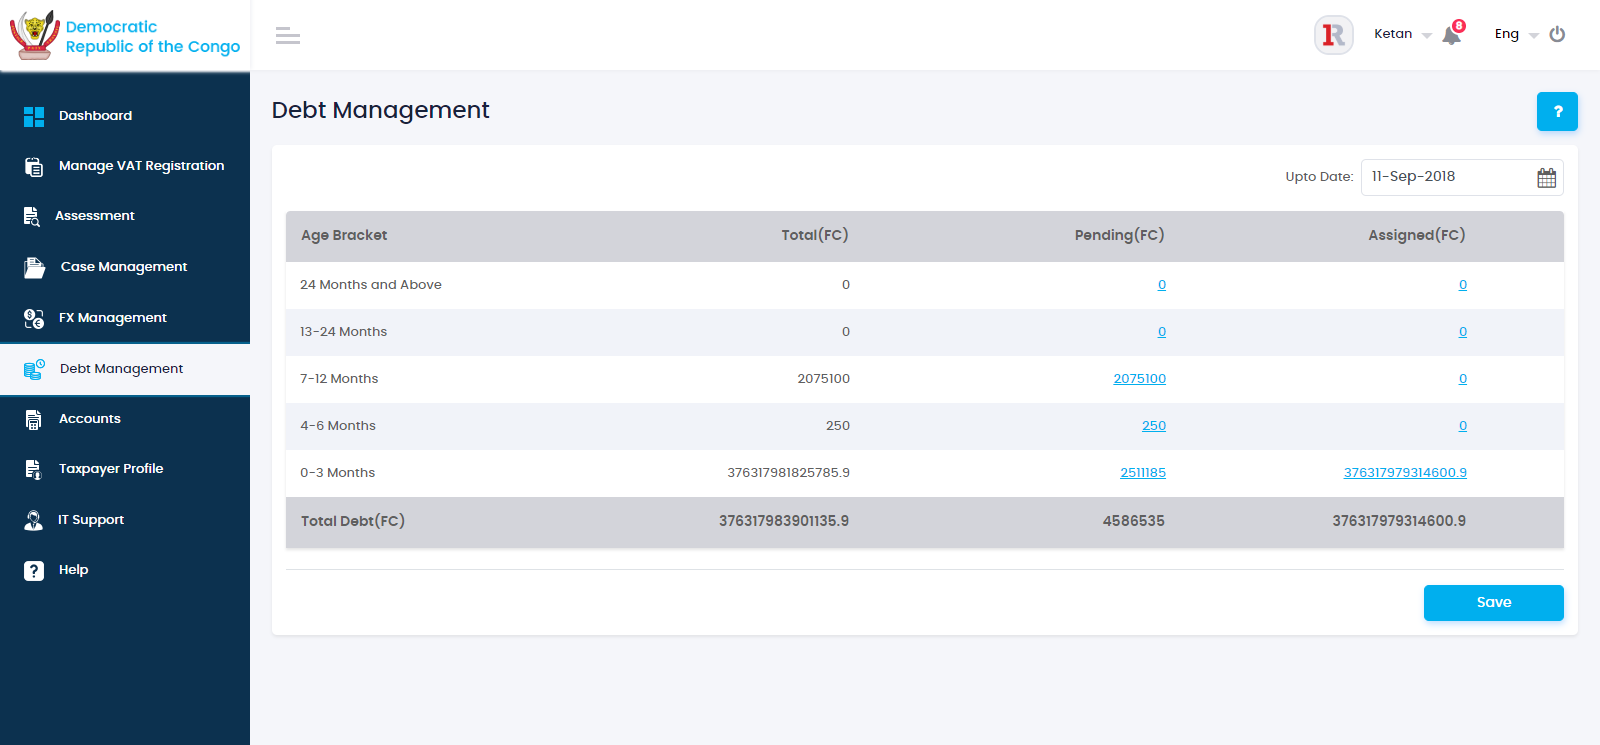 Democratic
Republic of the Congo
1R
Ketan
8
Eng
Dashboard
Manage VAT Registration
Assessment
Case Management
FX Management
Debt Management
Accounts
Taxpayer Profile
IT Support
Help
Debt Management
?
Upto Date: 11-Sep-2018
Age Bracket Total(FC) Pending(FC) Assigned(FC)
24 Months and Above 0 0 0
13-24 Months 0 0 0
7-12 Months 2075100 2075100 0
4-6 Months 250 250 0
0-3 Months 376317981825785.9 2511185 376317979314600.9
Total Debt(FC) 376317983901135.9 4586535 376317979314600.9
Save